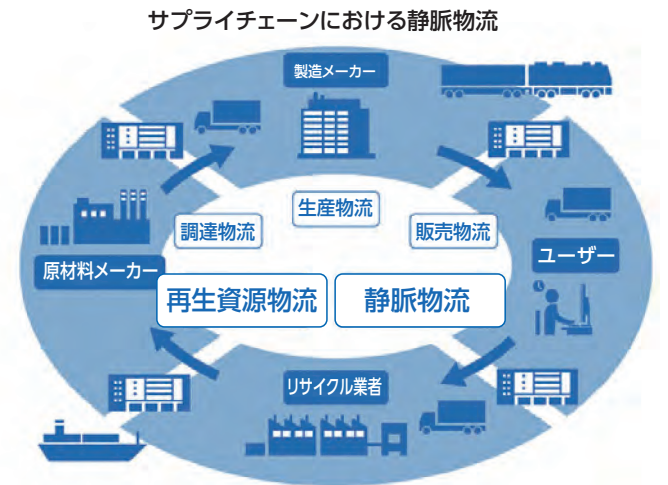 サプライチェーンにおける静脈物流
製造メーカー
生産物流
調達物流
販売物流
原材料メーカー
ユーザー
再生資源物流
静脈物流
リサイクル業者